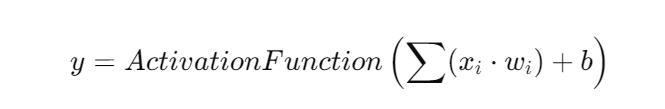 y = ActivationFunction (∑(xᵢ · wᵢ) + b)